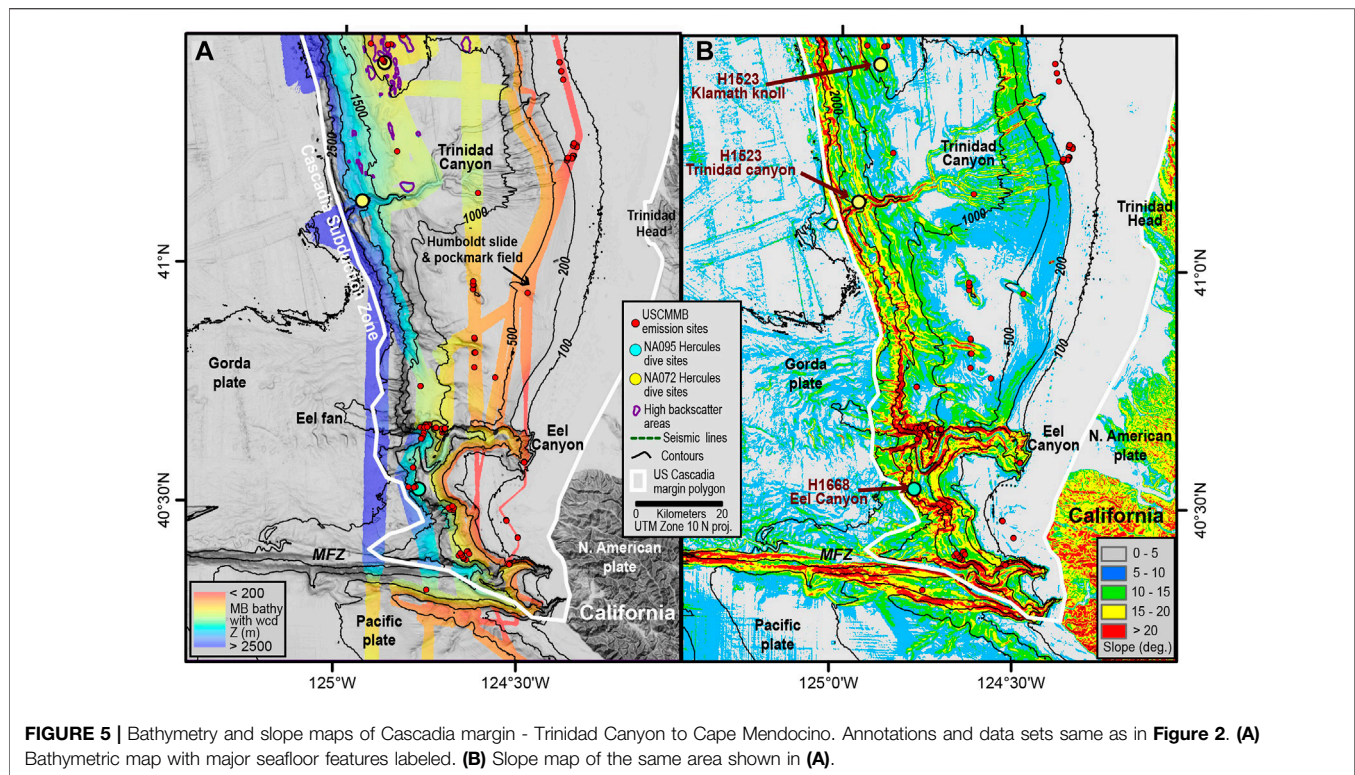 A
1500
2500
Cascadia Subduction Zone
Trinidad
Canyon
1000
Trinidad
Head
Humboldt slide
& pockmark field
200
500
100
41°N
Gorda
plate
Eel fan
Eel
Canyon
40°30'N
MFZ
N. American
plate
California
Pacific
plate
< 200
MB bathy
with wcd
Z (m)
> 2500
125°W
124°30'W
USCMMB
emission sites
NA095 Hercules
dive sites
NA072 Hercules
dive sites
High backscatter
areas
Seismic lines
Contours
US Cascadia
margin polygon
0 Kilometers 20
UTM Zone 10 N proj.
B
2000
H1523
Klamath knoll
H1523
Trinidad canyon
Trinidad
Canyon
1000
Trinidad
Head
200
500
100
41°0'N
Gorda
plate
Eel
Canyon
N. American
plate
H1668
Eel Canyon
40°30'N
California
MFZ
Pacific
plate
0 - 5
5 - 10
10 - 15
15 - 20
> 20
Slope (deg.)
125°0'W
124°30'W
FIGURE 5 | Bathymetry and slope maps of Cascadia margin - Trinidad Canyon to Cape Mendocino. Annotations and data sets same as in Figure 2. (A)
Bathymetric map with major seafloor features labeled. (B) Slope map of the same area shown in (A).